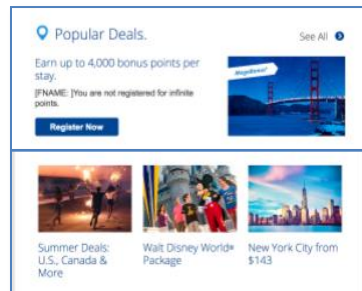 Popular Deals.
See All
Earn up to 4,000 bonus points per
stay.
[FNAME: ]You are not registered for infinite
points.
MegaBonus
Register Now
Summer Deals:
U.S., Canada &
More
Walt Disney World®
Package
New York City from
$143